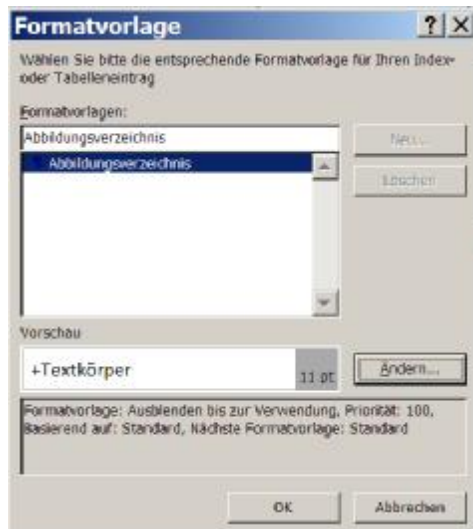 Formatvorlage
Wählen Sie bitte die entsprechende Formatvorlage für Ihren Index-
oder Tabelleneintrag
Formatvorlagen:
Abbildungsverzeichnis
Neu...
Abbildungsverzeichnis
Löschen
Vorschau
+Textkörper
11 pt
Ändern...
Formatvorlage: Ausblenden bis zur Verwendung, Priorität: 100,
Basierend auf: Standard, Nächste Formatvorlage: Standard
OK
Abbrechen